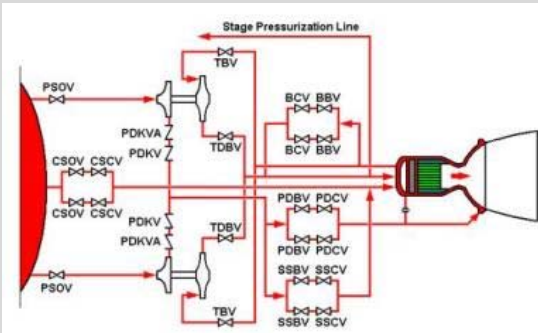 Stage Pressurization Line
TBV
PSOV
BCV BBV
PDKVA
PDKV
TDBV
BCV BBV
CSOV CSCV
CSOV CSCV
PDBV PDCV
PDKV
PDKVA
TDBV
PDBV PDCV
SSBV SSCV
PSOV
TBV
SSBV SSCV